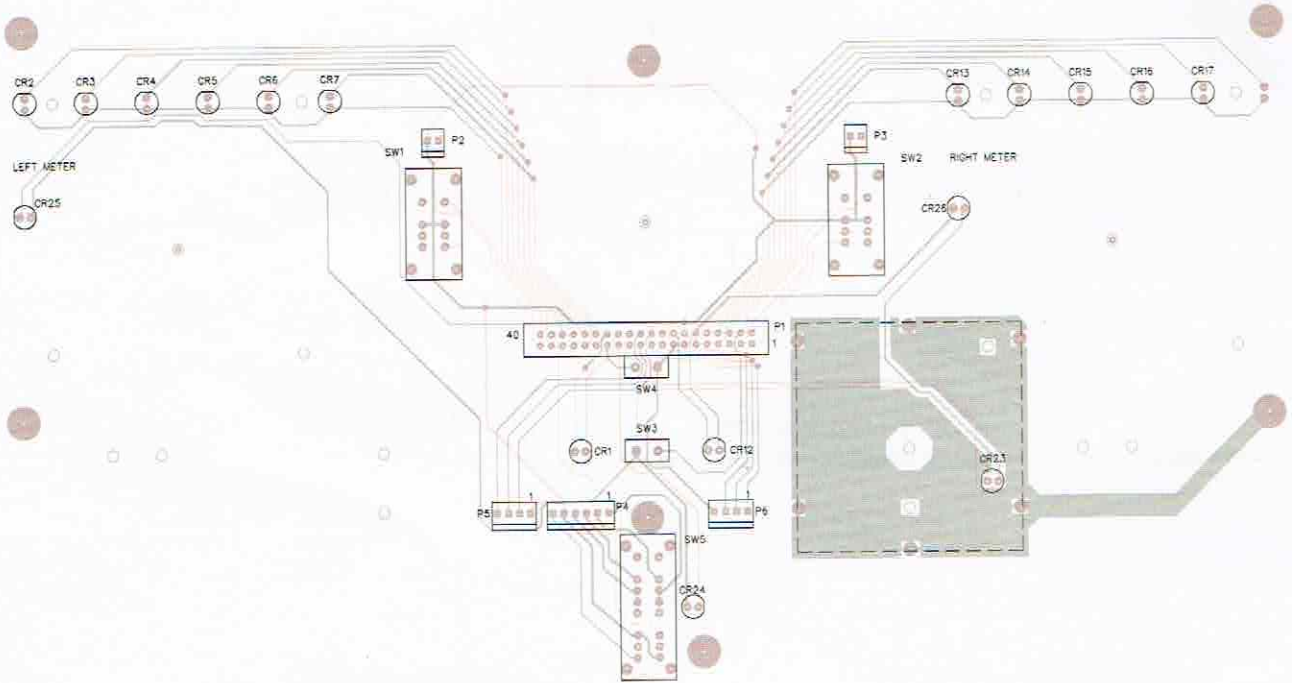 CR2 CR3 CR4 CR5 CR6 CR7
CR13 CR14 CR15 CR16 CR17
P2
P3
SW1
SW2
LEFT METER
RIGHT METER
CR25
CR26
40
P1
1
SW4
SW3
CR1
CR12
CR23
1
1
1
P5
P4
P6
SW5
CR24